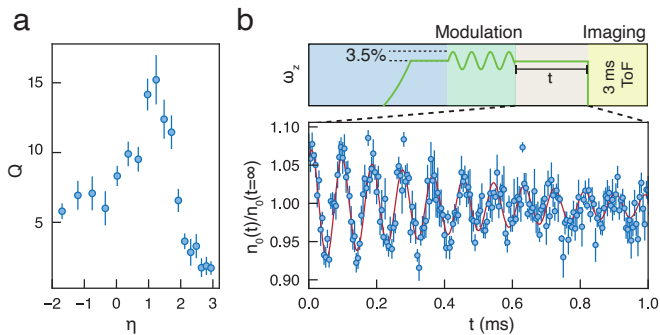 a
Q
15
10
5
-2
-1
0
1
2
3
η
b
Modulation
Imaging
ω_z
3.5%
t
3 ms
ToF
n₀(t)/n₀(t=∞)
1.10
1.05
1.00
0.95
0.90
0.0
0.2
0.4
0.6
0.8
1.0
t (ms)